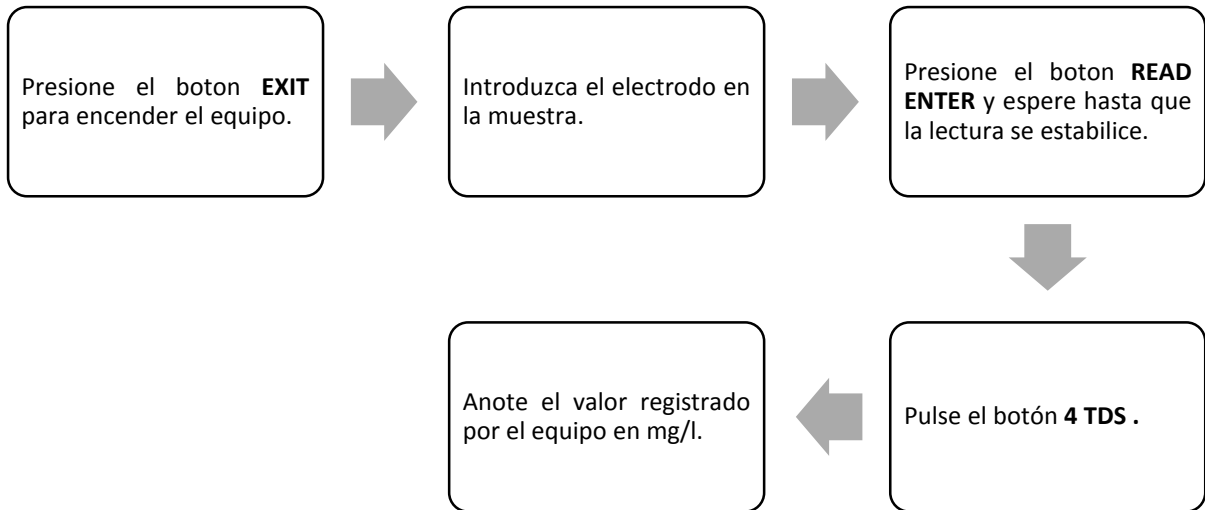 Presione el boton EXIT
para encender el equipo.
Introduzca el electrodo en
la muestra.
Presione el boton READ
ENTER y espere hasta que
la lectura se estabilice.
Pulse el botón 4 TDS .
Anote el valor registrado
por el equipo en mg/l.